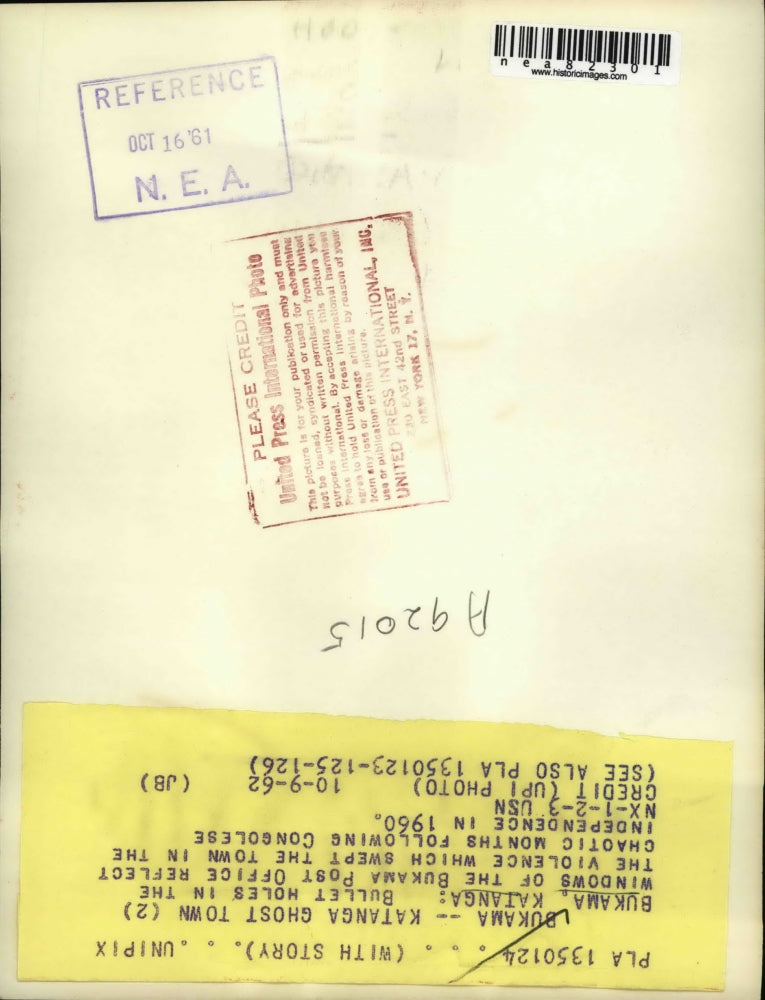 nea82301
www.historicimages.com
REFERENCE
OCT 16 '61
N. E. A.
PLEASE CREDIT
United Press International Photo
This picture is for your publication only and must
not be loaned, syndicated or used for advertising
purposes without written permission from United
Press International. By accepting this picture you
agree to hold United Press International harmless
from any loss or damage arising by reason of your
use or publication of this picture.
UNITED PRESS INTERNATIONAL, INC.
220 EAST 42nd STREET
NEW YORK 17, N. Y.
A92015
PLA 1350124 . . . (WITH STORY). . UNIPIX
BUKAMA -- KATANGA GHOST TOWN (2)
BUKAMA, KATANGA: BULLET HOLES IN THE
WINDOWS OF THE BUKAMA POST OFFICE REFLECT
THE VIOLENCE WHICH SWEPT THE TOWN IN THE
CHAOTIC MONTHS FOLLOWING CONGOLESE
INDEPENDENCE IN 1960.
NX-1-2-3 USN
CREDIT (UPI PHOTO) 10-9-62 (JB)
(SEE ALSO PLA 1350123-125-126)